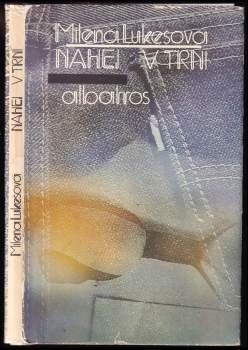 Milena Lukešová
NAHEJ V TRNÍ
albatros
Milena Lukešová NAHEJ V TRNÍ